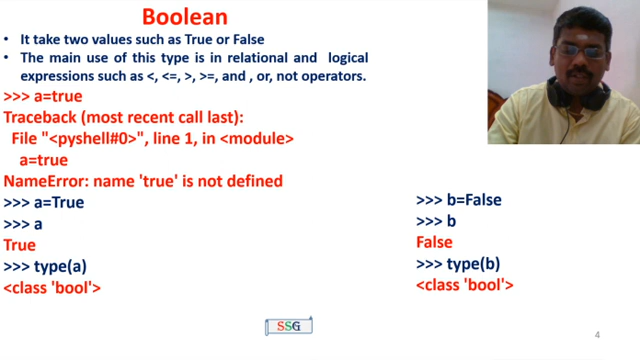 Boolean
• It take two values such as True or False
• The main use of this type is in relational and logical
expressions such as <, <=, >, >=, and , or, not operators.
>>> a=true
Traceback (most recent call last):
File "<pyshell#0>", line 1, in <module>
a=true
NameError: name 'true' is not defined
>>> a=True
>>> a
True
>>> type(a)
<class 'bool'>
>>> b=False
>>> b
False
>>> type(b)
<class 'bool'>
SSG
4